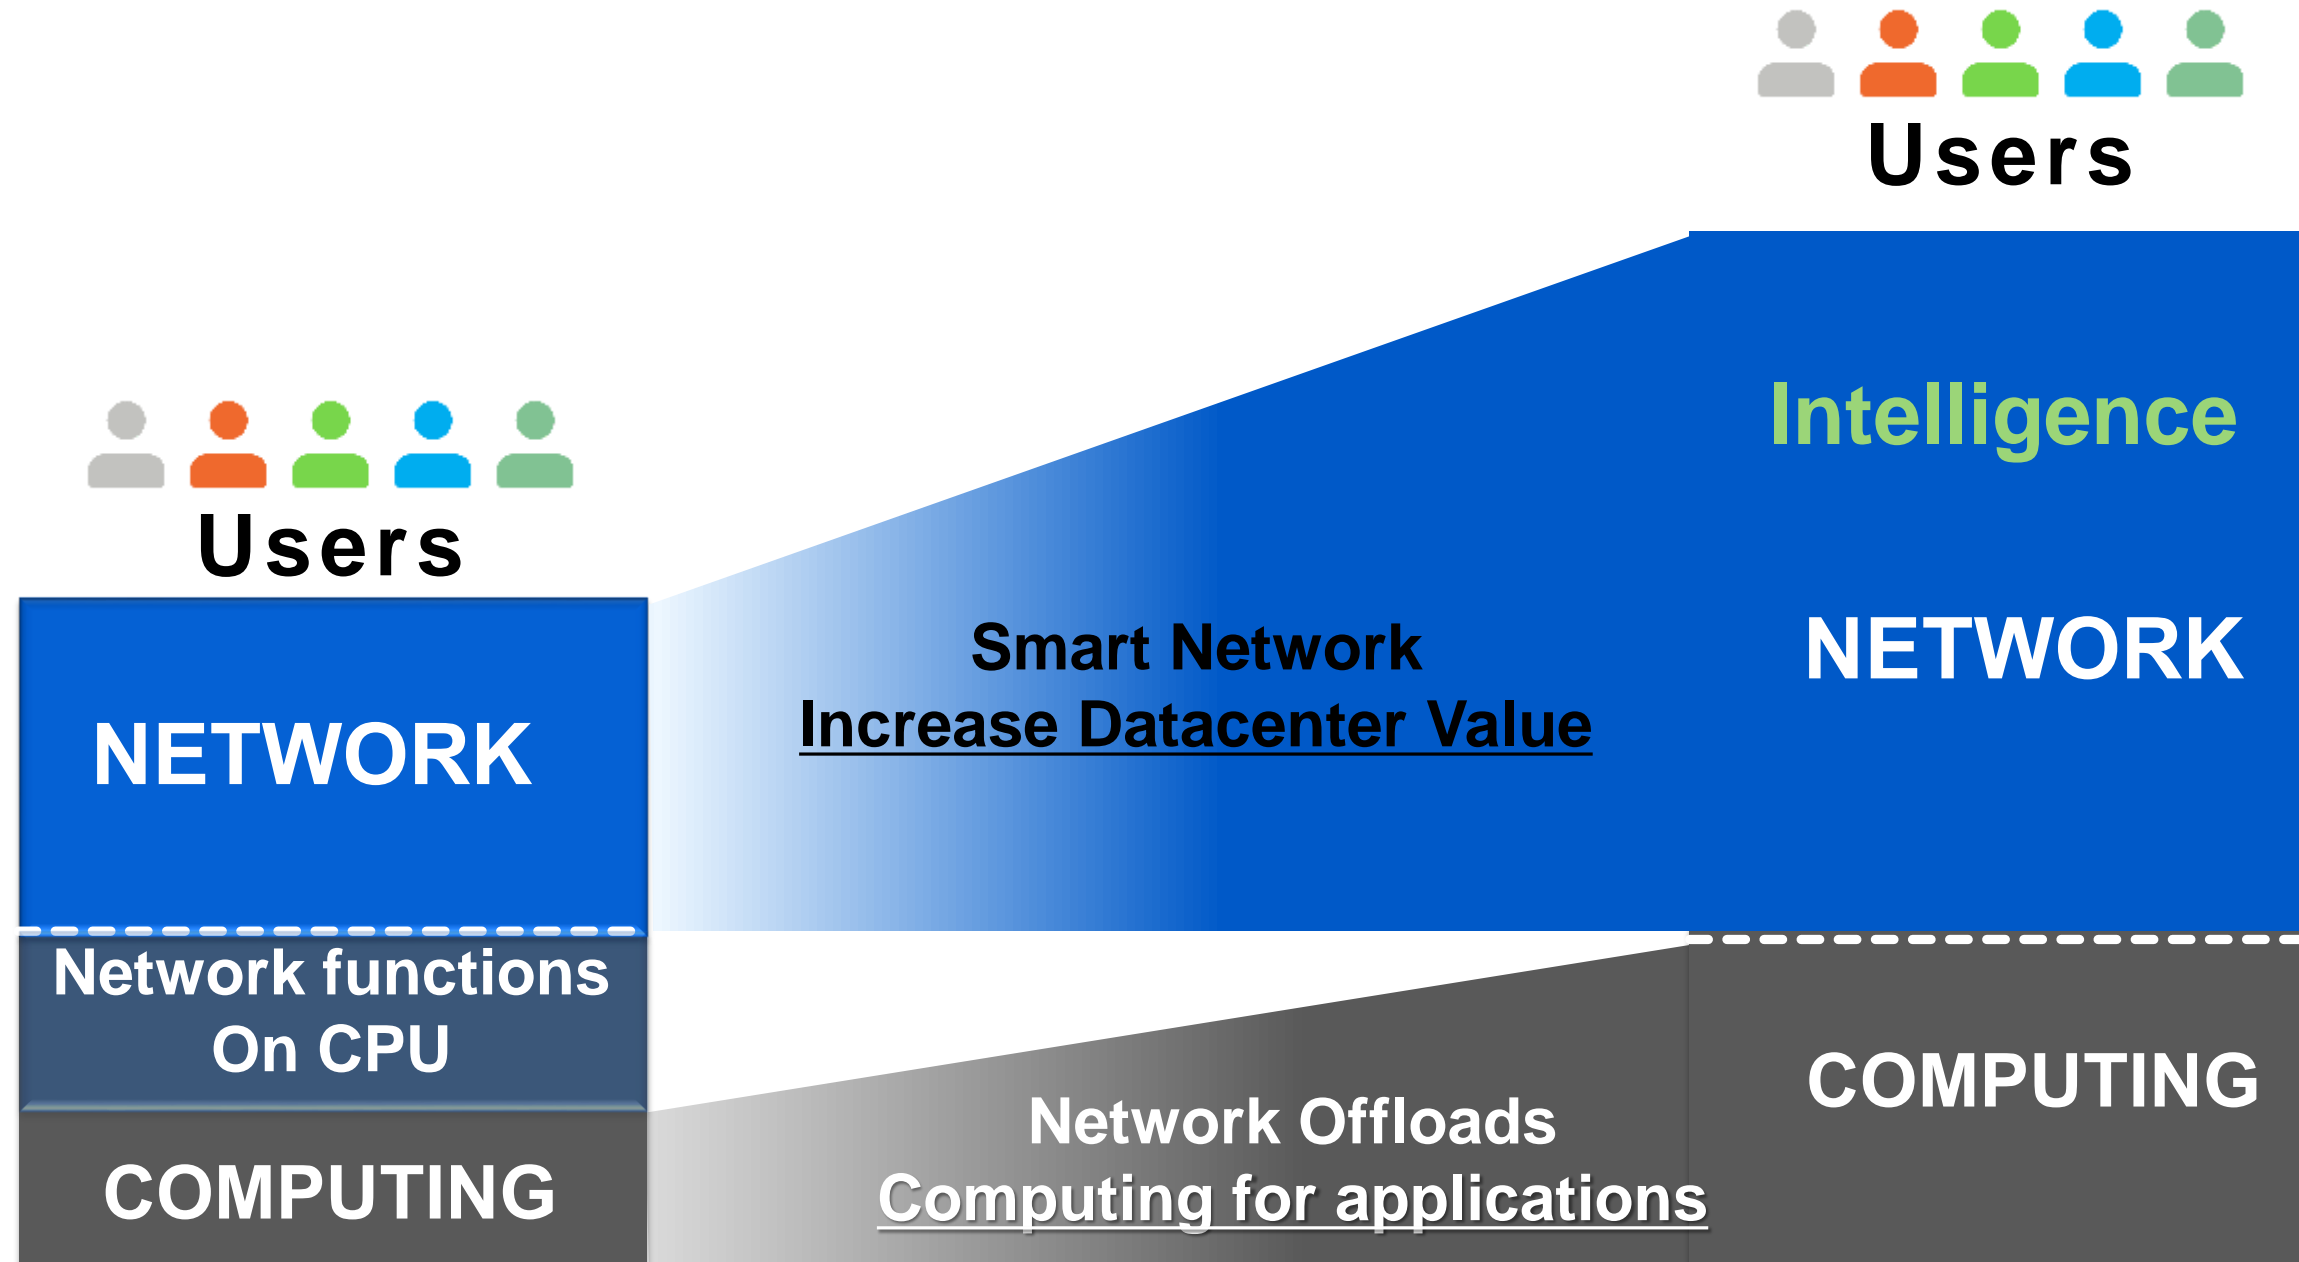 Users
NETWORK
Network functions
On CPU
COMPUTING
Smart Network
Increase Datacenter Value
Network Offloads
Computing for applications
Users
Intelligence
NETWORK
COMPUTING